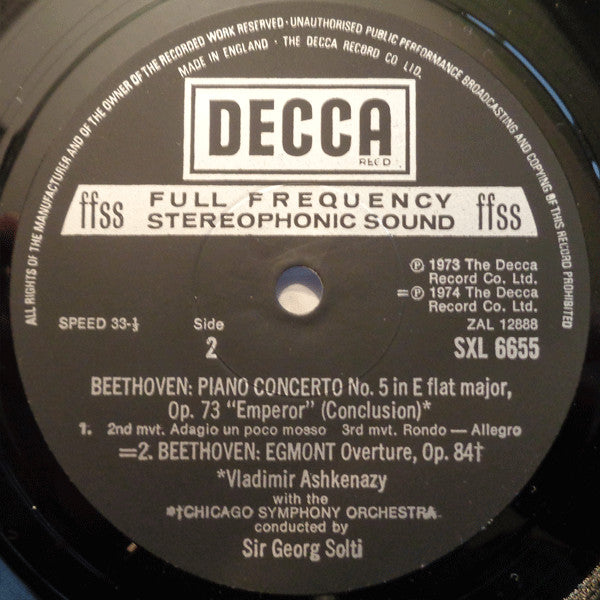 ALL RIGHTS OF THE MANUFACTURER AND OF THE OWNER OF THE RECORDED WORK RESERVED · UNAUTHORISED PUBLIC PERFORMANCE BROADCASTING AND COPYING OF THIS RECORD PROHIBITED
MADE IN ENGLAND · THE DECCA RECORD CO. LTD.
DECCA
REC'D
ffss FULL FREQUENCY ffss
STEREOPHONIC SOUND
Ⓟ 1973 The Decca
Record Co. Ltd.
=Ⓟ 1974 The Decca
Record Co. Ltd.
SPEED 33-⅓ Side ZAL 12888
2 SXL 6655
BEETHOVEN: PIANO CONCERTO No. 5 in E flat major,
Op. 73 "Emperor" (Conclusion)*
1. 2nd mvt. Adagio un poco mosso 3rd mvt. Rondo — Allegro
=2. BEETHOVEN: EGMONT Overture, Op. 84†
*Vladimir Ashkenazy
with the
*†CHICAGO SYMPHONY ORCHESTRA
conducted by
Sir Georg Solti